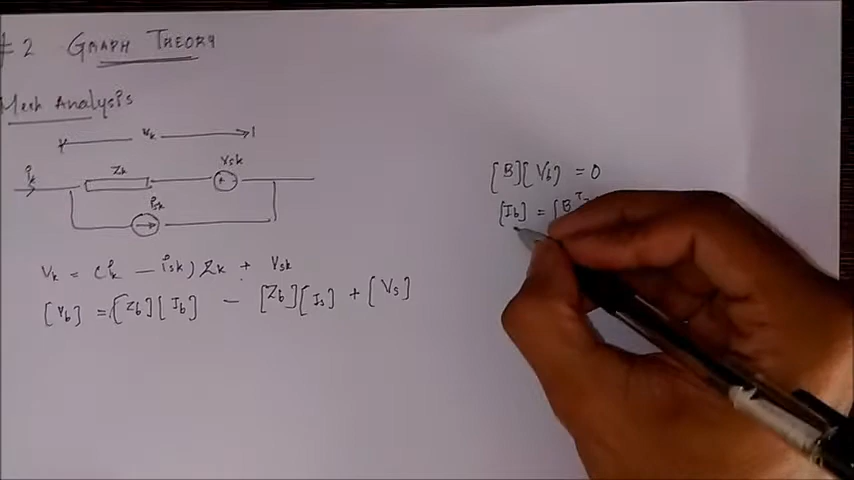 #2 GRAPH THEORY
Mesh Analysis
Vk
ik Zk Vsk
isk
Vk = (ik - isk) Zk + Vsk
[Vb] = [Zb][Ib] - [Zb][Is] + [Vs]
[B][Vb] = 0
[Ib] = [BT